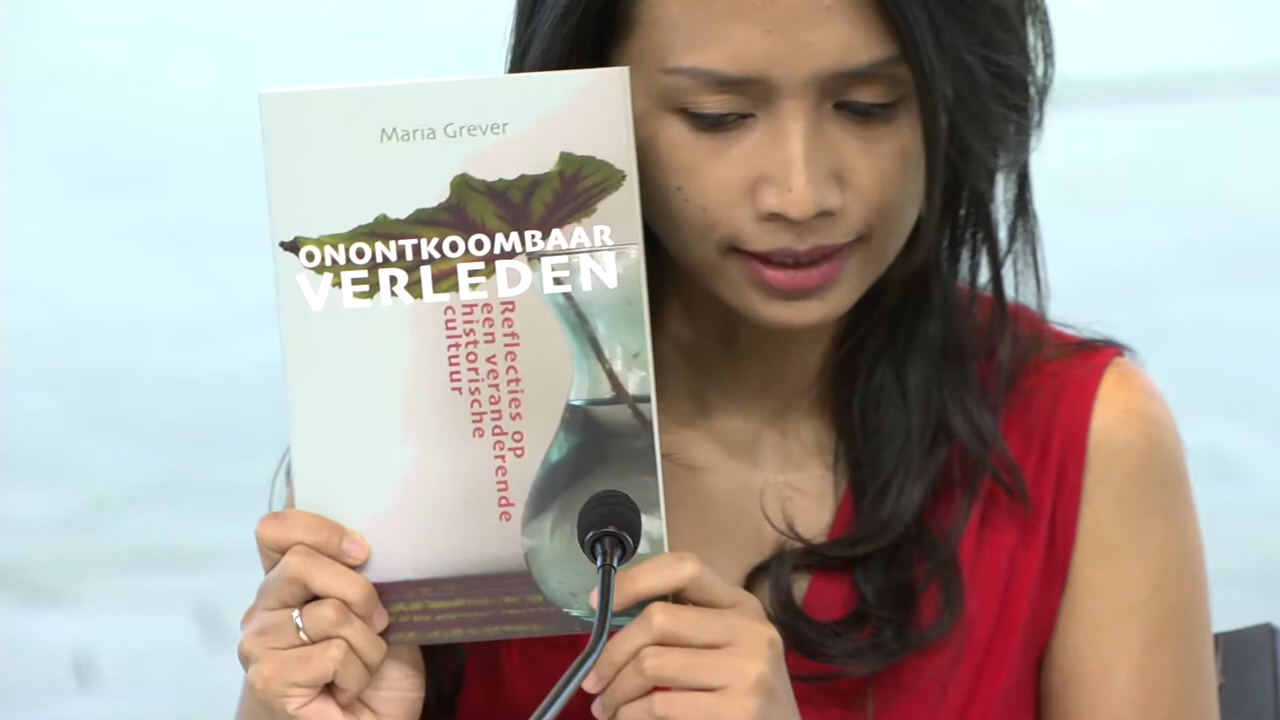 Maria Grever
ONONTKOOMBAAR
VERLEDEN
Reflecties op
een veranderende
historische
cultuur